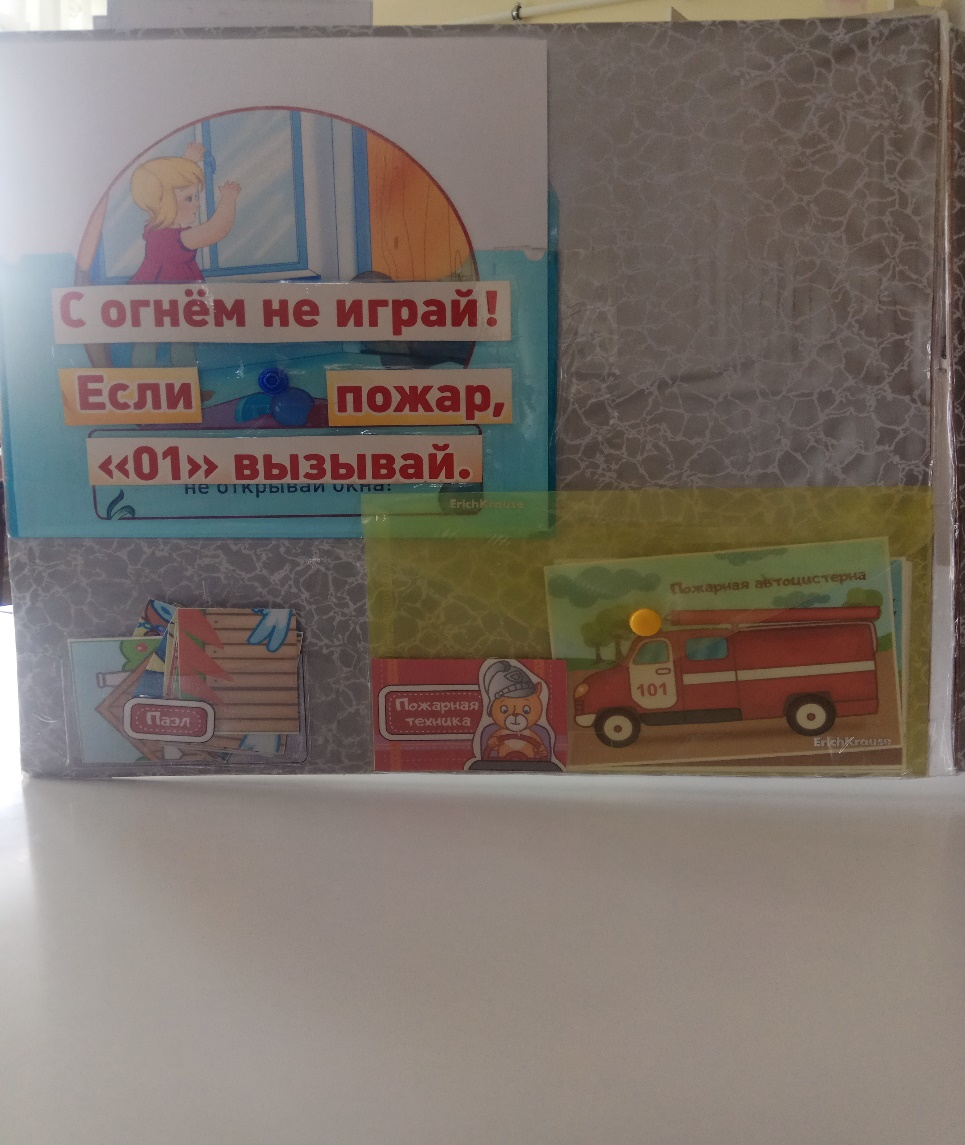 С огнём не играй!
Если пожар,
«01» вызывай.
не открывай окна!
ErichKrause
Пожарная автоцистерна
101
Пазл
Пожарная
техника
ErichKrause